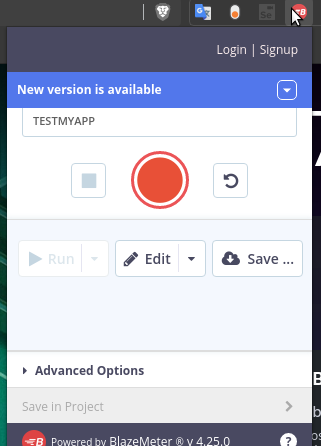 Login | Signup
New version is available
TESTMYAPP
Run
Edit
Save ...
Advanced Options
Save in Project
Powered by BlazeMeter ® v 4.25.0
?